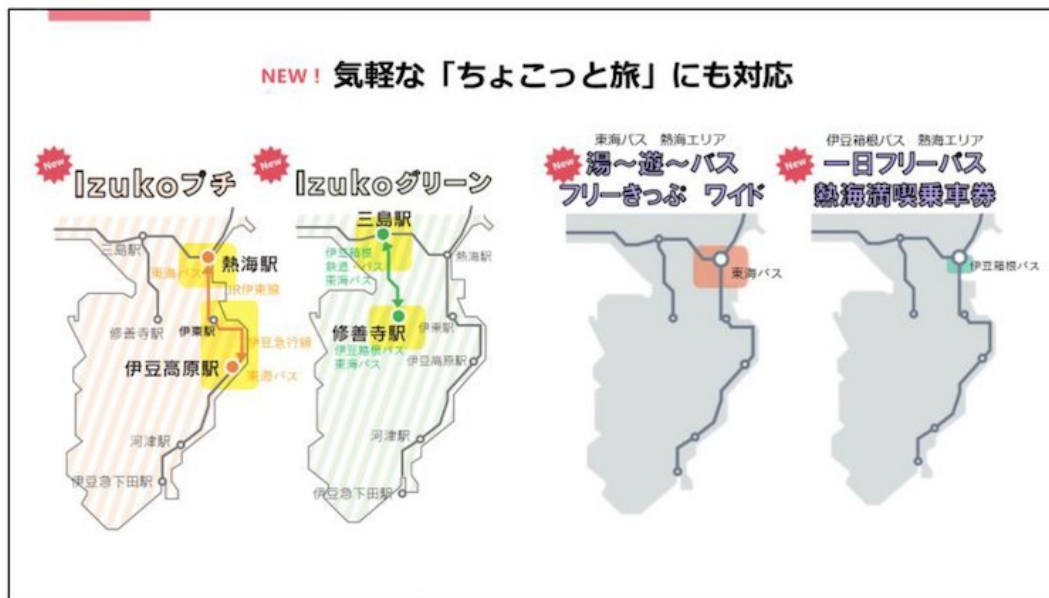 NEW! 気軽な「ちょこっと旅」にも対応
New
Izukoプチ
三島駅
熱海駅
東海バス
JR伊東線
修善寺駅
伊東駅
伊豆急行線
伊豆高原駅
東海バス
河津駅
伊豆急下田駅
New
Izukoグリーン
三島駅
伊豆箱根
鉄道・バス
東海バス
熱海駅
修善寺駅
伊豆箱根バス
東海バス
伊東駅
伊豆高原駅
河津駅
伊豆急下田駅
東海バス 熱海エリア
New
湯~遊~バス
フリーきっぷ ワイド
東海バス
伊豆箱根バス 熱海エリア
New
一日フリーパス
熱海満喫乗車券
伊豆箱根バス